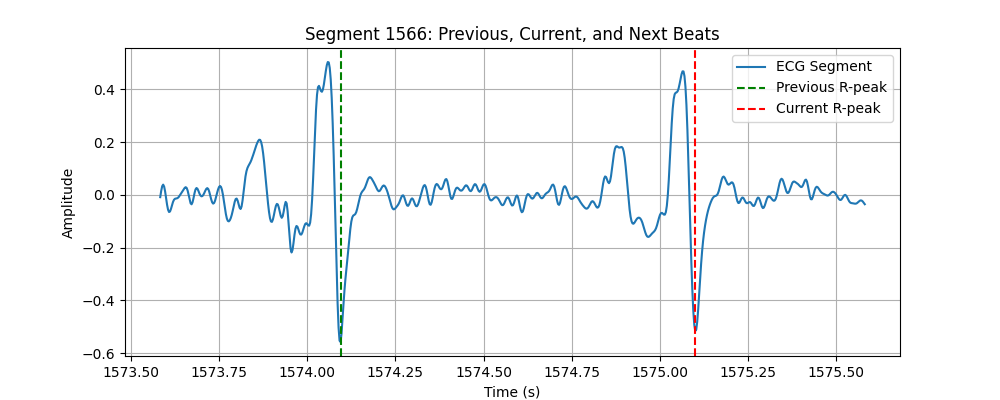 Segment 1566: Previous, Current, and Next Beats
ECG Segment
Previous R-peak
Current R-peak
Amplitude
0.4
0.2
0.0
−0.2
−0.4
−0.6
1573.50 1573.75 1574.00 1574.25 1574.50 1574.75 1575.00 1575.25 1575.50
Time (s)